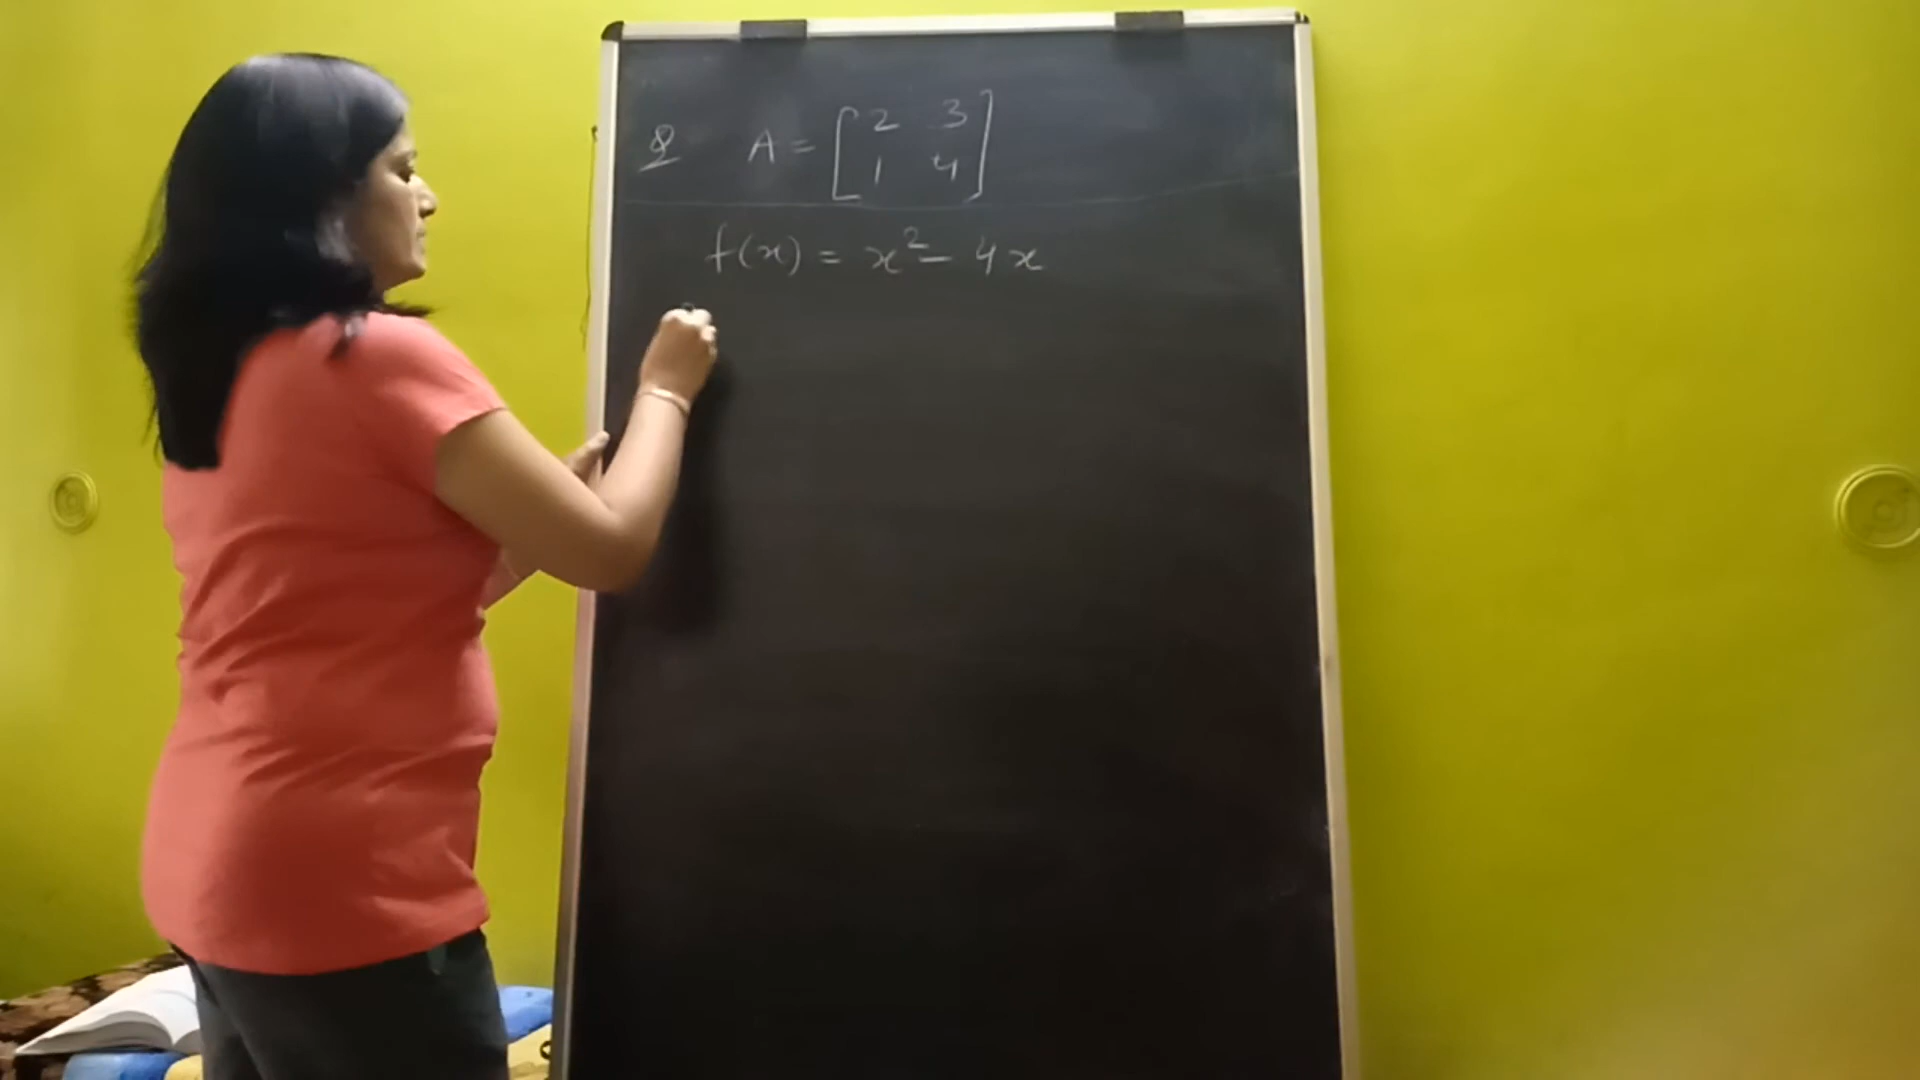 Q A = [2 3
1 4]
f(x) = x² - 4x